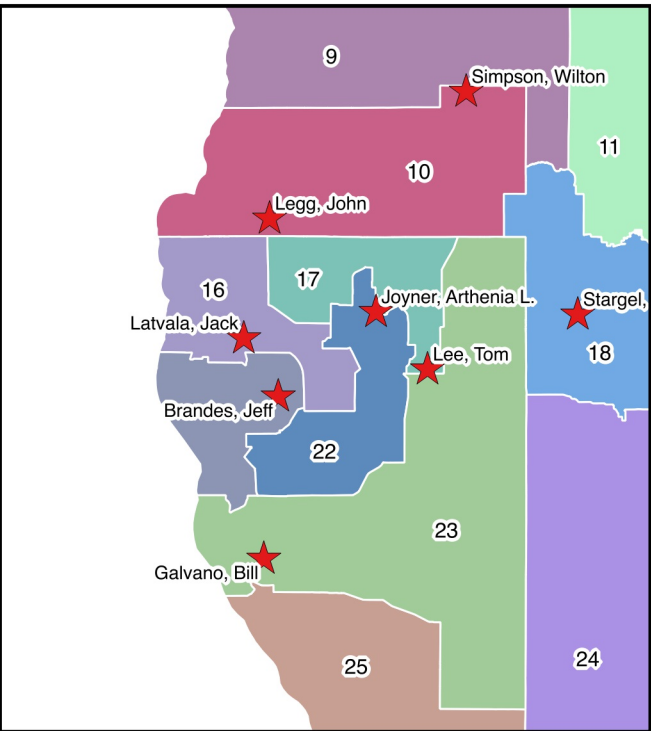 9
Simpson, Wilton
11
10
Legg, John
17
16
Joyner, Arthenia L.
Stargel,
Latvala, Jack
18
Lee, Tom
Brandes, Jeff
22
23
Galvano, Bill
24
25